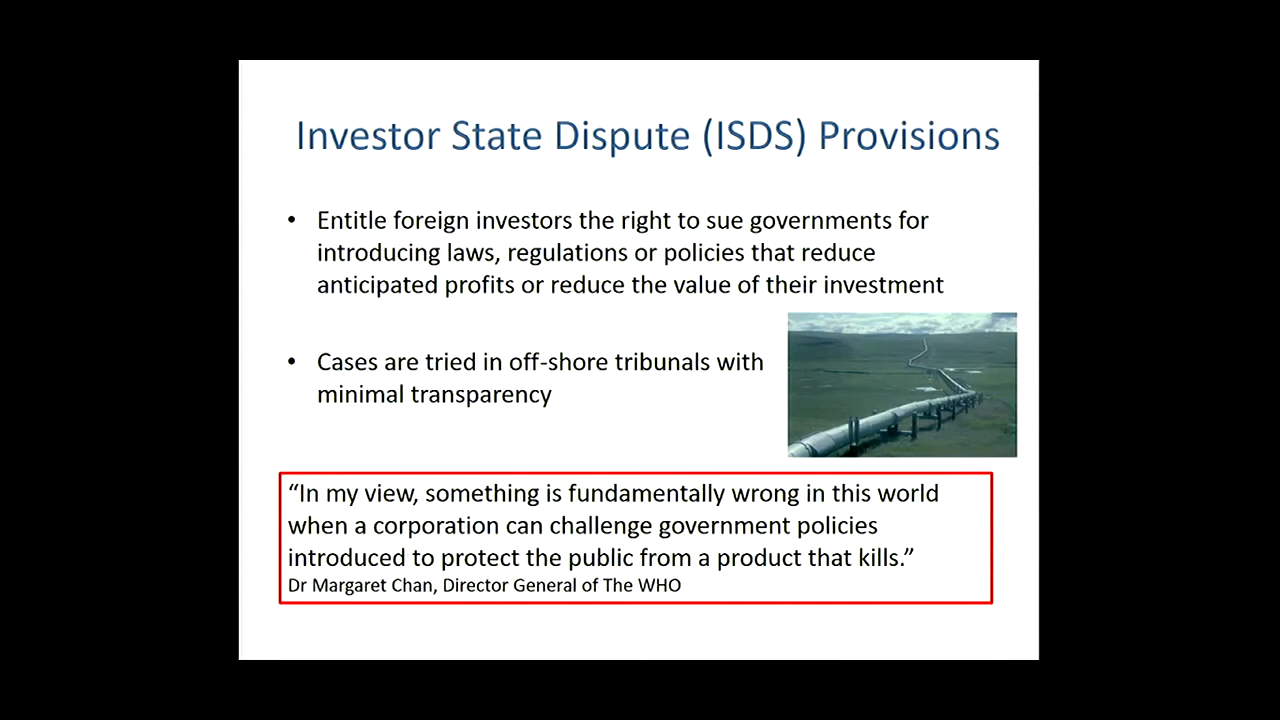 Investor State Dispute (ISDS) Provisions
• Entitle foreign investors the right to sue governments for
introducing laws, regulations or policies that reduce
anticipated profits or reduce the value of their investment
• Cases are tried in off-shore tribunals with
minimal transparency
“In my view, something is fundamentally wrong in this world
when a corporation can challenge government policies
introduced to protect the public from a product that kills.”
Dr Margaret Chan, Director General of The WHO